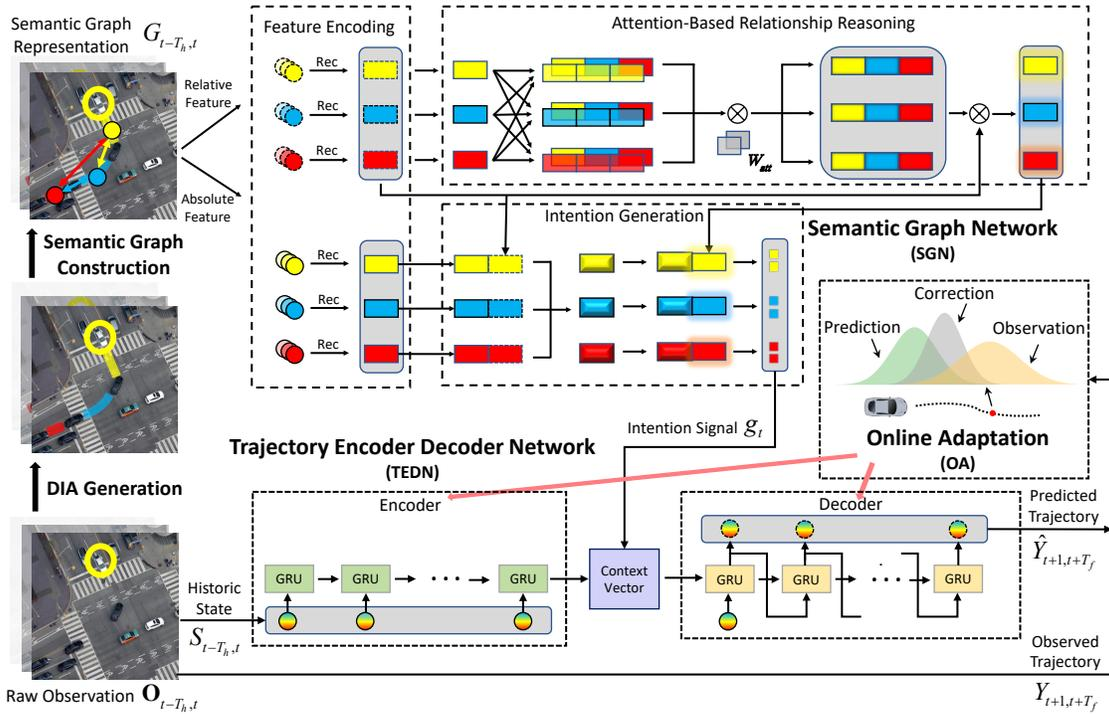 Semantic Graph
Representation G_{t-T_h,t}
Feature Encoding
Attention-Based Relationship Reasoning
Relative
Feature
Absolute
Feature
Rec
Rec
Rec
W_{att}
Intention Generation
Semantic Graph Network
(SGN)
Semantic Graph
Construction
Rec
Rec
Rec
Correction
Prediction
Observation
Online Adaptation
(OA)
Intention Signal g_t
Trajectory Encoder Decoder Network
(TEDN)
DIA Generation
Encoder
Decoder
Predicted
Trajectory
Ŷ_{t+1,t+T_f}
GRU
GRU
GRU
Context
Vector
GRU
GRU
GRU
Historic
State
S_{t-T_h,t}
Observed
Trajectory
Y_{t+1,t+T_f}
Raw Observation O_{t-T_h,t}